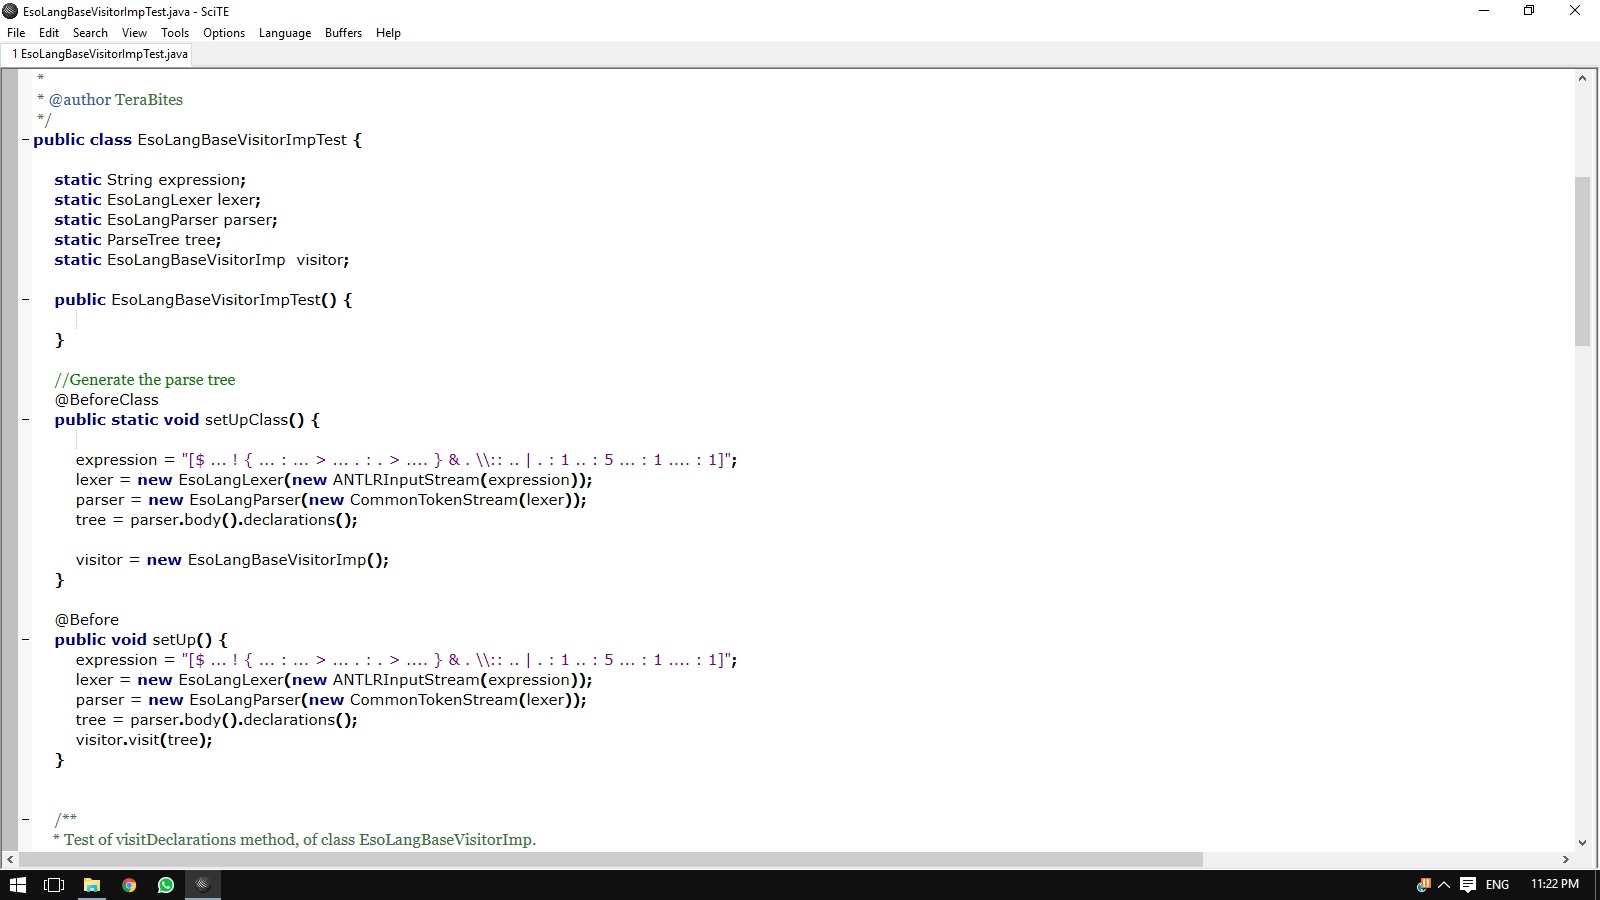 EsoLangBaseVisitorImpTest.java - SciTE
File Edit Search View Tools Options Language Buffers Help
1 EsoLangBaseVisitorImpTest.java
*
* @author TeraBites
*/
public class EsoLangBaseVisitorImpTest {
static String expression;
static EsoLangLexer lexer;
static EsoLangParser parser;
static ParseTree tree;
static EsoLangBaseVisitorImp  visitor;
public EsoLangBaseVisitorImpTest() {
}
//Generate the parse tree
@BeforeClass
public static void setUpClass() {
expression = "[$ ... ! { ... : ... > ... . : . > .... } & . \\:: .. | . : 1 .. : 5 ... : 1 .... : 1]";
lexer = new EsoLangLexer(new ANTLRInputStream(expression));
parser = new EsoLangParser(new CommonTokenStream(lexer));
tree = parser.body().declarations();
visitor = new EsoLangBaseVisitorImp();
}
@Before
public void setUp() {
expression = "[$ ... ! { ... : ... > ... . : . > .... } & . \\:: .. | . : 1 .. : 5 ... : 1 .... : 1]";
lexer = new EsoLangLexer(new ANTLRInputStream(expression));
parser = new EsoLangParser(new CommonTokenStream(lexer));
tree = parser.body().declarations();
visitor.visit(tree);
}
/**
* Test of visitDeclarations method, of class EsoLangBaseVisitorImp.
ENG 11:22 PM